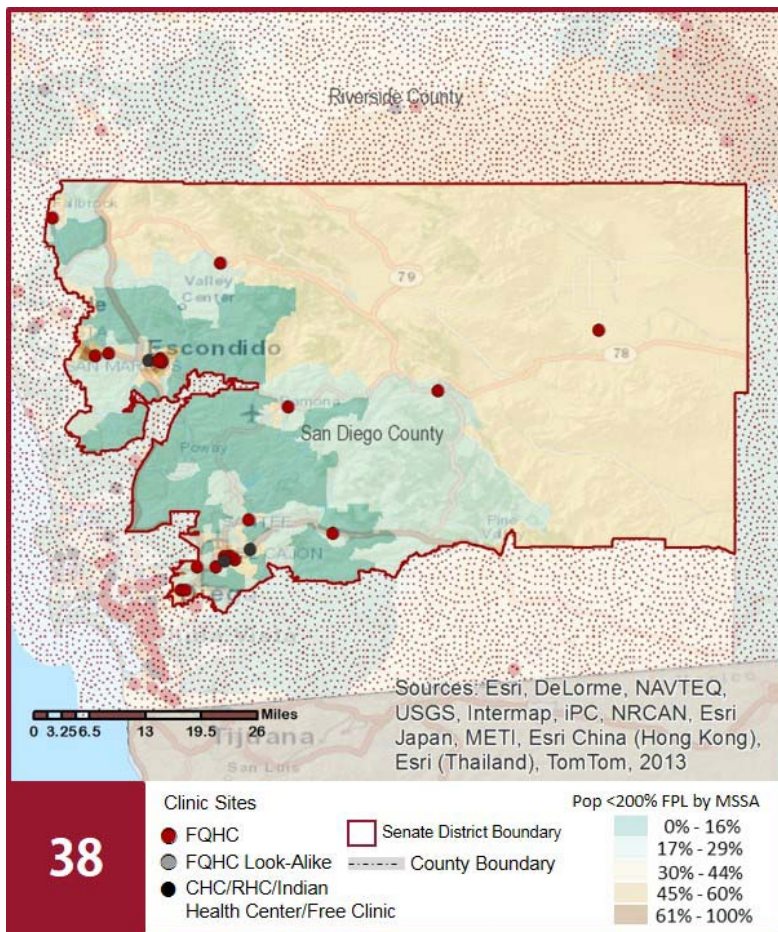 Riverside County
Fallbrook
79
Valley
Center
78
Escondido
SAN MARCOS
Ramona
San Diego County
Poway
SANTEE
Pine
Valley
CAJON
Sources: Esri, DeLorme, NAVTEQ,
USGS, Intermap, iPC, NRCAN, Esri
Japan, METI, Esri China (Hong Kong),
Esri (Thailand), TomTom, 2013
Miles
0 3.25 6.5 13 19.5 26
Tijuana
San Luis
38
Clinic Sites
FQHC
FQHC Look-Alike
CHC/RHC/Indian
Health Center/Free Clinic
Senate District Boundary
County Boundary
Pop <200% FPL by MSSA
0% - 16%
17% - 29%
30% - 44%
45% - 60%
61% - 100%